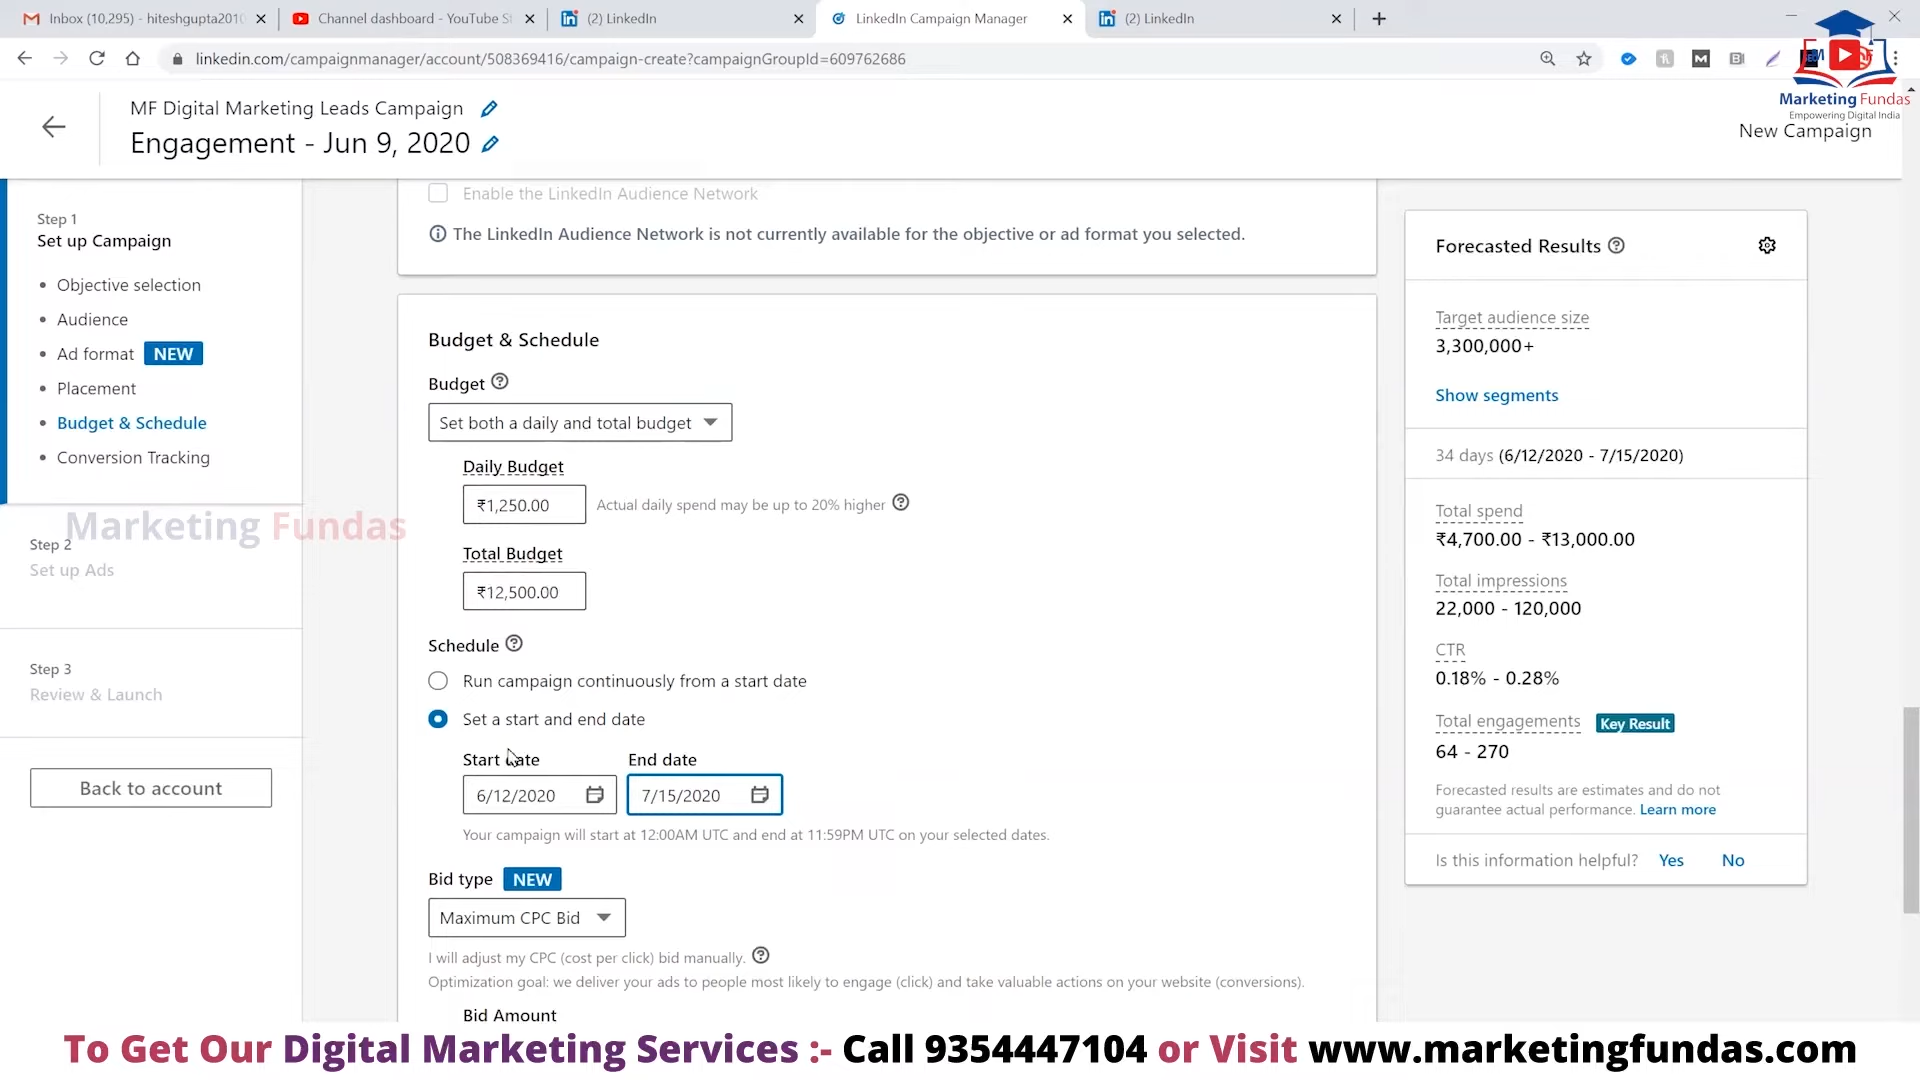 Inbox (10,295) - hiteshgupta201
Channel dashboard - YouTube St
(2) LinkedIn
LinkedIn Campaign Manager
(2) LinkedIn
linkedin.com/campaignmanager/account/508369416/campaign-create?campaignGroupId=609762686
Marketing Fundas
Empowering Digital India
MF Digital Marketing Leads Campaign
Engagement - Jun 9, 2020
New Campaign
Step 1
Set up Campaign
Objective selection
Audience
Ad format NEW
Placement
Budget & Schedule
Conversion Tracking
Marketing Fundas
Step 2
Set up Ads
Step 3
Review & Launch
Back to account
Enable the LinkedIn Audience Network
The LinkedIn Audience Network is not currently available for the objective or ad format you selected.
Budget & Schedule
Budget
Set both a daily and total budget
Daily Budget
₹1,250.00 Actual daily spend may be up to 20% higher
Total Budget
₹12,500.00
Schedule
Run campaign continuously from a start date
Set a start and end date
Start date End date
6/12/2020 7/15/2020
Your campaign will start at 12:00AM UTC and end at 11:59PM UTC on your selected dates.
Bid type NEW
Maximum CPC Bid
I will adjust my CPC (cost per click) bid manually.
Optimization goal: we deliver your ads to people most likely to engage (click) and take valuable actions on your website (conversions).
Bid Amount
Forecasted Results
Target audience size
3,300,000+
Show segments
34 days (6/12/2020 - 7/15/2020)
Total spend
₹4,700.00 - ₹13,000.00
Total impressions
22,000 - 120,000
CTR
0.18% - 0.28%
Total engagements Key Result
64 - 270
Forecasted results are estimates and do not
guarantee actual performance. Learn more
Is this information helpful? Yes No
To Get Our Digital Marketing Services :- Call 9354447104 or Visit www.marketingfundas.com